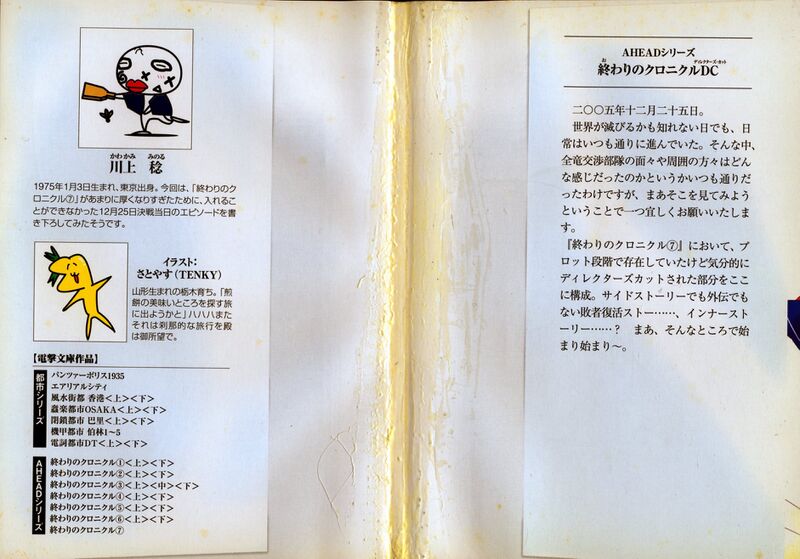 かわかみ みのる
川上 稔
1975年1月3日生まれ、東京出身。今回は、「終わりのク
ロニクル⑦」があまりに厚くなりすぎたために、入れるこ
とができなかった12月25日決戦当日のエピソードを書
き下ろしてみたそうです。
イラスト:
さとやす(TENKY)
山形生まれの栃木育ち。「煎
餅の美味いところを探す旅
に出ようかと」ハハハまた
それは刹那的な旅行を殿
は御所望で。
【電撃文庫作品】
都市シリーズ
パンツァーポリス1935
エアリアルシティ
風水街都 香港<上><下>
奏楽都市OSAKA<上><下>
閉鎖都市 巴里<上><下>
機甲都市 伯林1~5
電詞都市DT<上><下>
AHEADシリーズ
終わりのクロニクル①<上><下>
終わりのクロニクル②<上><下>
終わりのクロニクル③<上><中><下>
終わりのクロニクル④<上><下>
終わりのクロニクル⑤<上><下>
終わりのクロニクル⑥<上><下>
終わりのクロニクル⑦
AHEADシリーズ
お ディレクターズ・カット
終わりのクロニクルDC
二〇〇五年十二月二十五日。
世界が滅びるかも知れない日でも、日
常はいつも通りに進んでいた。そんな中、
全竜交渉部隊の面々や周囲の方々はどん
な感じだったのかというかいつも通りだ
ったわけですが、まあそこを見てみよう
ということで一つ宜しくお願いいたしま
す。
『終わりのクロニクル⑦』において、プ
ロット段階で存在していたけど気分的に
ディレクターズカットされた部分をここ
に構成。サイドストーリーでも外伝でも
ない敗者復活ストー……、インナースト
ーリー……? まあ、そんなところで始
まり始まり~。